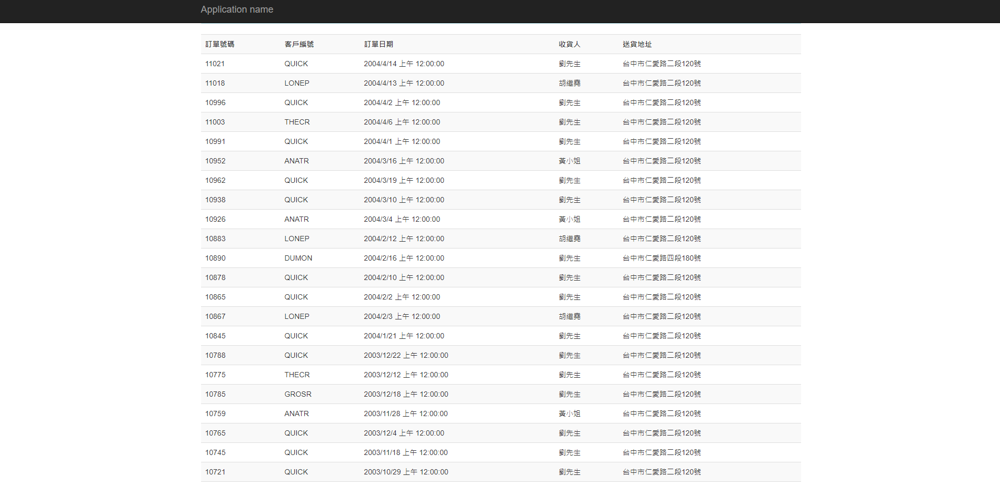 Application name
訂單號碼 客戶編號 訂單日期 收貨人 送貨地址
11021 QUICK 2004/4/14 上午 12:00:00 劉先生 台中市仁愛路二段120號
11018 LONEP 2004/4/13 上午 12:00:00 胡繼堯 台中市仁愛路二段120號
10996 QUICK 2004/4/2 上午 12:00:00 劉先生 台中市仁愛路二段120號
11003 THECR 2004/4/6 上午 12:00:00 劉先生 台中市仁愛路二段120號
10991 QUICK 2004/4/1 上午 12:00:00 劉先生 台中市仁愛路二段120號
10952 ANATR 2004/3/16 上午 12:00:00 黃小姐 台中市仁愛路二段120號
10962 QUICK 2004/3/19 上午 12:00:00 劉先生 台中市仁愛路二段120號
10938 QUICK 2004/3/10 上午 12:00:00 劉先生 台中市仁愛路二段120號
10926 ANATR 2004/3/4 上午 12:00:00 黃小姐 台中市仁愛路二段120號
10883 LONEP 2004/2/12 上午 12:00:00 胡繼堯 台中市仁愛路二段120號
10890 DUMON 2004/2/16 上午 12:00:00 劉先生 台中市仁愛路四段180號
10878 QUICK 2004/2/10 上午 12:00:00 劉先生 台中市仁愛路二段120號
10865 QUICK 2004/2/2 上午 12:00:00 劉先生 台中市仁愛路二段120號
10867 LONEP 2004/2/3 上午 12:00:00 胡繼堯 台中市仁愛路二段120號
10845 QUICK 2004/1/21 上午 12:00:00 劉先生 台中市仁愛路二段120號
10788 QUICK 2003/12/22 上午 12:00:00 劉先生 台中市仁愛路二段120號
10775 THECR 2003/12/12 上午 12:00:00 劉先生 台中市仁愛路二段120號
10785 GROSR 2003/12/18 上午 12:00:00 劉先生 台中市仁愛路二段120號
10759 ANATR 2003/11/28 上午 12:00:00 黃小姐 台中市仁愛路二段120號
10765 QUICK 2003/12/4 上午 12:00:00 劉先生 台中市仁愛路二段120號
10745 QUICK 2003/11/18 上午 12:00:00 劉先生 台中市仁愛路二段120號
10721 QUICK 2003/10/29 上午 12:00:00 劉先生 台中市仁愛路二段120號